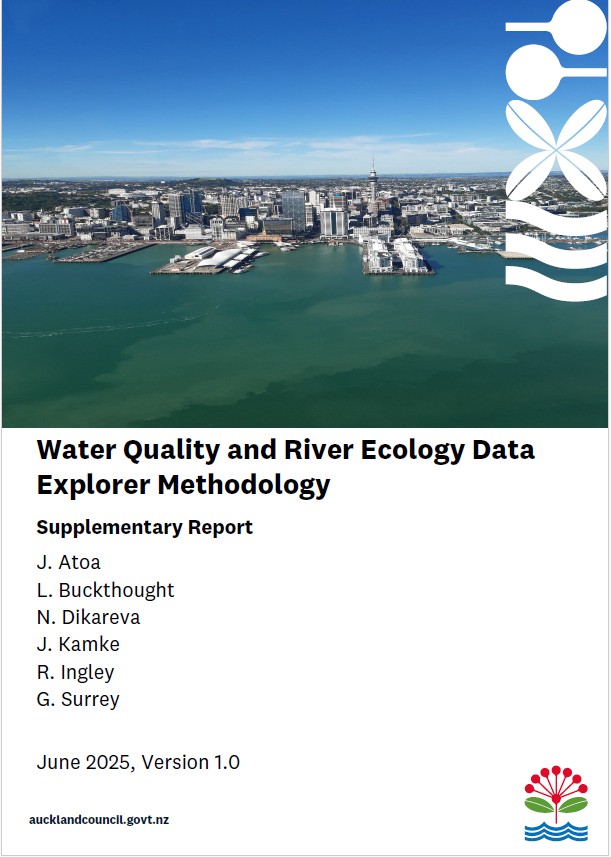 Water Quality and River Ecology Data
Explorer Methodology
Supplementary Report
J. Atoa
L. Buckthought
N. Dikareva
J. Kamke
R. Ingley
G. Surrey
June 2025, Version 1.0
aucklandcouncil.govt.nz